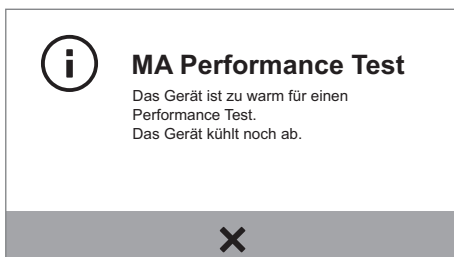 MA Performance Test
Das Gerät ist zu warm für einen
Performance Test.
Das Gerät kühlt noch ab.